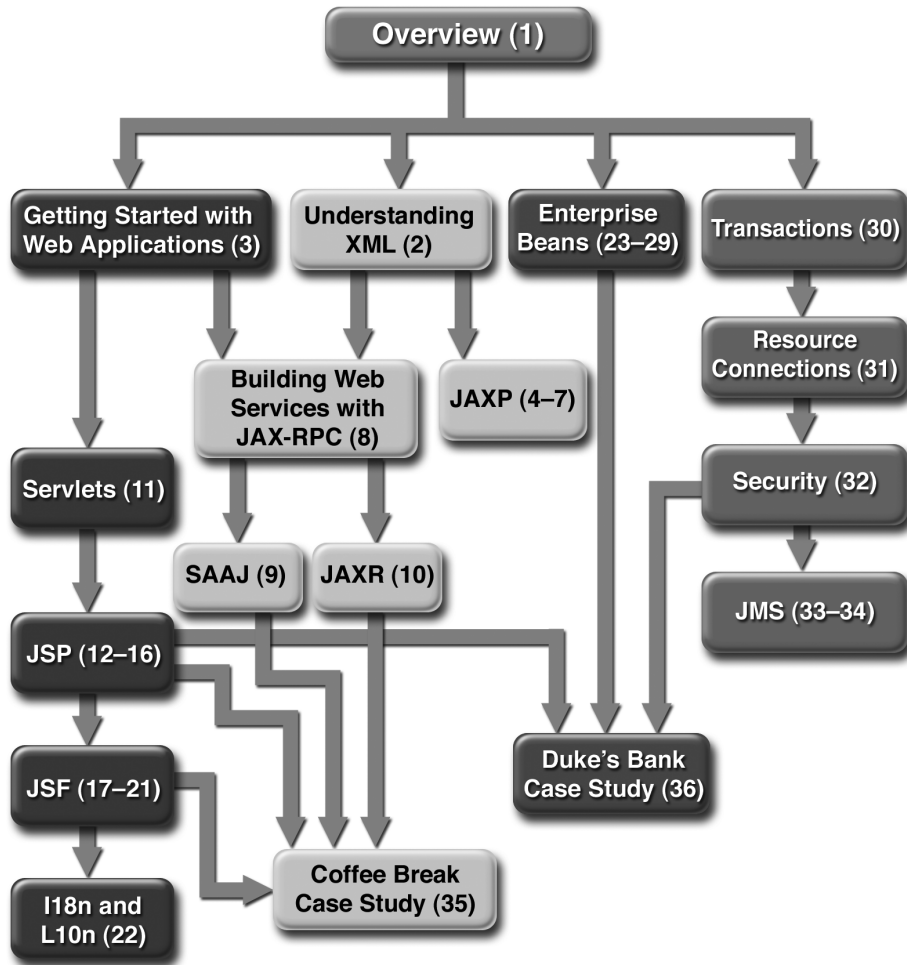 Overview (1)
Getting Started with
Web Applications (3)
Understanding
XML (2)
Enterprise
Beans (23–29)
Transactions (30)
Resource
Connections (31)
Building Web
Services with
JAX-RPC (8)
JAXP (4–7)
Servlets (11)
Security (32)
SAAJ (9)
JAXR (10)
JMS (33–34)
JSP (12–16)
Duke’s Bank
Case Study (36)
JSF (17–21)
Coffee Break
Case Study (35)
I18n and
L10n (22)